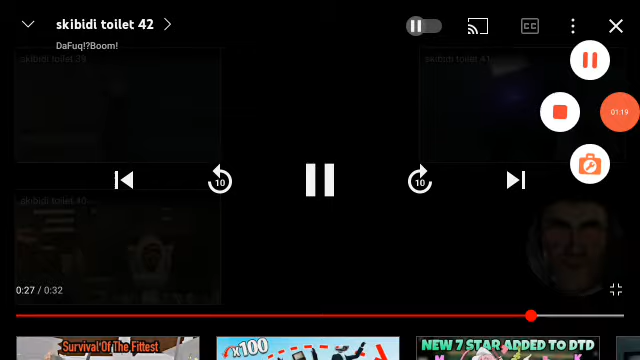 skibidi toilet 42
DaFuq!?Boom!
skibidi toilet 39
skibidi toilet 41
01:19
10
10
skibidi toilet 40
0:27 / 0:32
Survival Of The Fittest
x100
NEW 7 STAR ADDED TO DTD